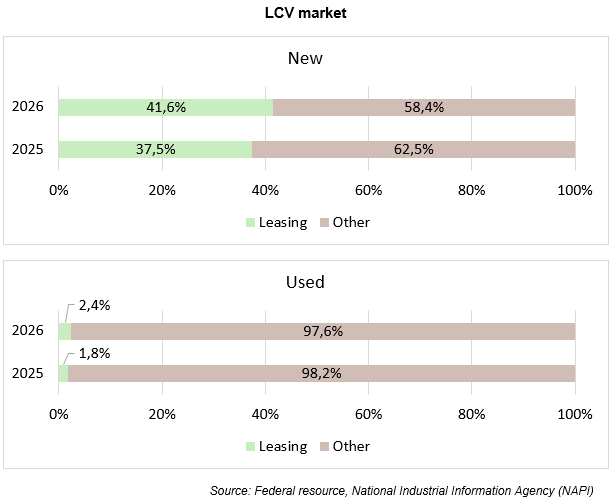 LCV market
New
2026 41,6% 58,4%
2025 37,5% 62,5%
0% 20% 40% 60% 80% 100%
Leasing Other
Used
2,4%
2026 97,6%
1,8%
2025 98,2%
0% 20% 40% 60% 80% 100%
Leasing Other
Source: Federal resource, National Industrial Information Agency (NAPI)